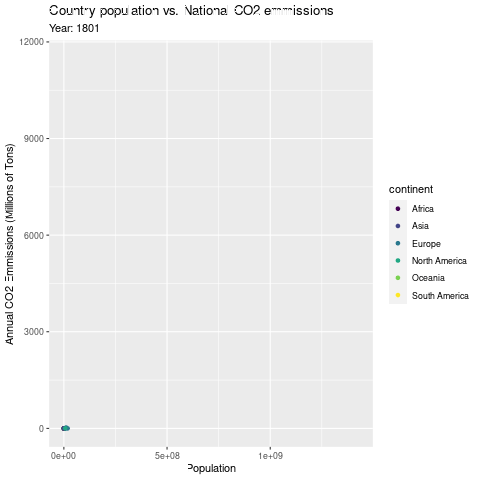 Country population vs. National CO2 emmissions
Year: 1801
12000
9000
6000
3000
0
Annual CO2 Emmissions (Millions of Tons)
0e+00 5e+08 1e+09
Population
continent
Africa
Asia
Europe
North America
Oceania
South America